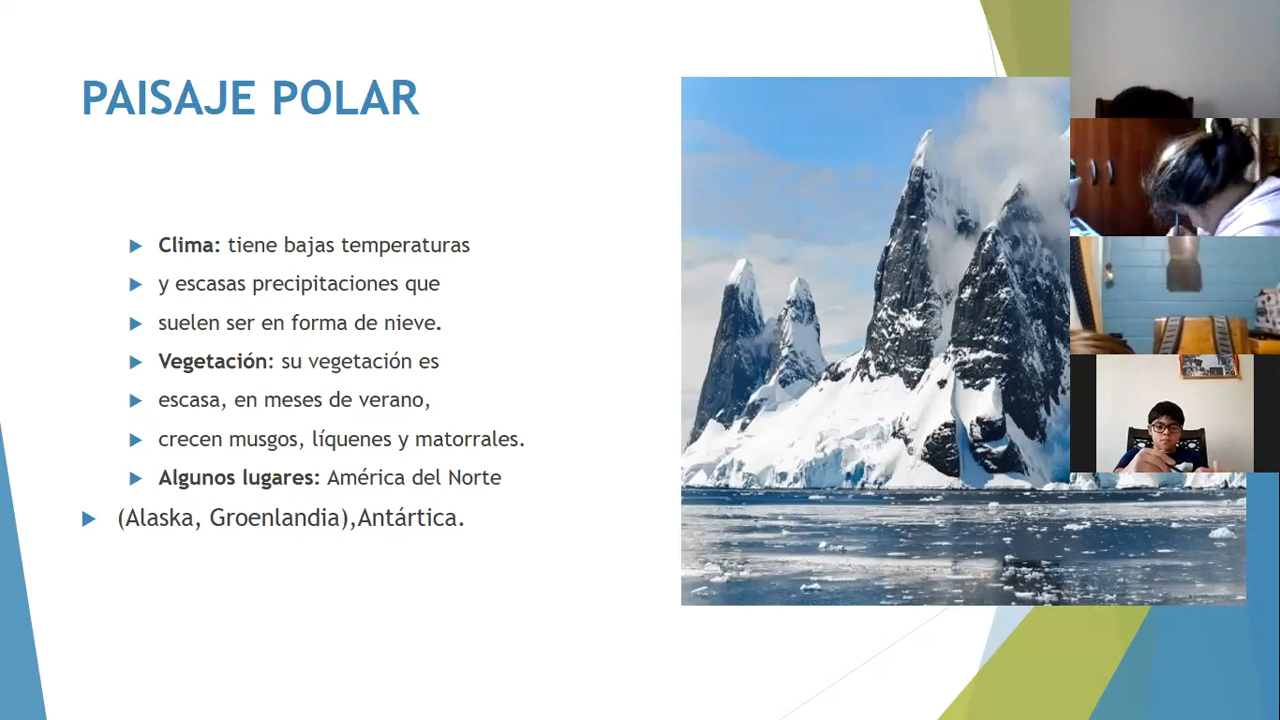 PAISAJE POLAR
Clima: tiene bajas temperaturas
y escasas precipitaciones que
suelen ser en forma de nieve.
Vegetación: su vegetación es
escasa, en meses de verano,
crecen musgos, líquenes y matorrales.
Algunos lugares: América del Norte
(Alaska, Groenlandia),Antártica.